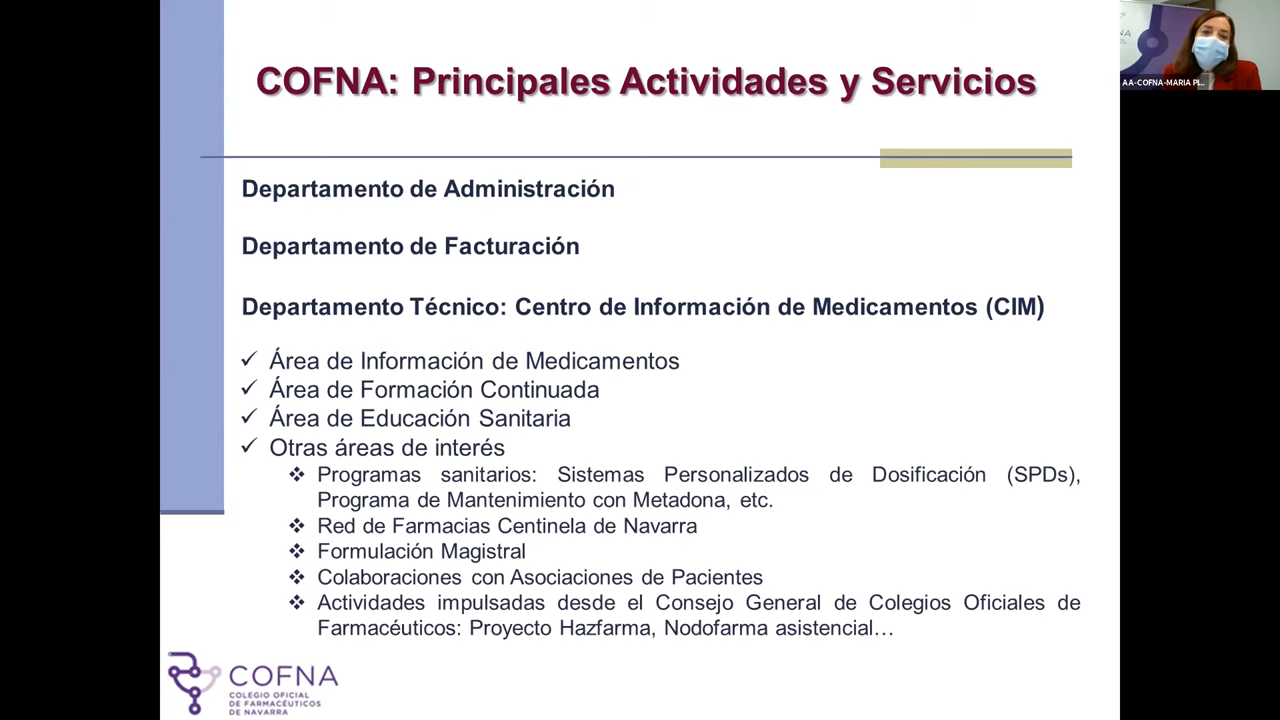 COFNA: Principales Actividades y Servicios
Departamento de Administración
Departamento de Facturación
Departamento Técnico: Centro de Información de Medicamentos (CIM)
✓ Área de Información de Medicamentos
✓ Área de Formación Continuada
✓ Área de Educación Sanitaria
✓ Otras áreas de interés
❖ Programas sanitarios: Sistemas Personalizados de Dosificación (SPDs),
Programa de Mantenimiento con Metadona, etc.
❖ Red de Farmacias Centinela de Navarra
❖ Formulación Magistral
❖ Colaboraciones con Asociaciones de Pacientes
❖ Actividades impulsadas desde el Consejo General de Colegios Oficiales de
Farmacéuticos: Proyecto Hazfarma, Nodofarma asistencial…
COFNA
COLEGIO OFICIAL
DE FARMACÉUTICOS
DE NAVARRA
AA-COFNA-MARIA PI...